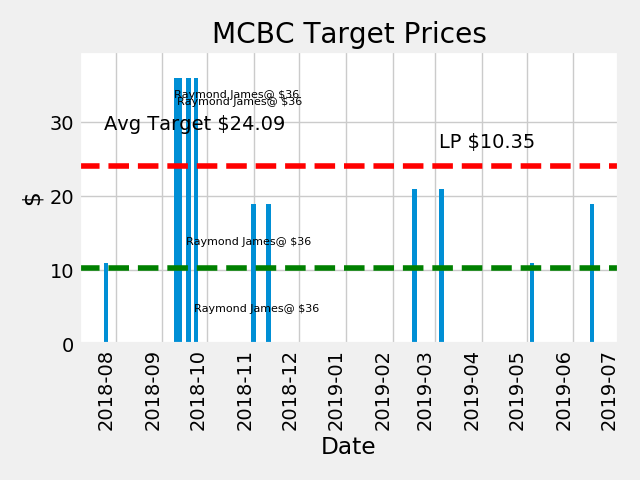 MCBC Target Prices
Raymond James@ $36
Raymond James@ $36
Avg Target $24.09
LP $10.35
Raymond James@ $36
Raymond James@ $36
$
30
20
10
0
2018-08
2018-09
2018-10
2018-11
2018-12
2019-01
2019-02
2019-03
2019-04
2019-05
2019-06
2019-07
Date